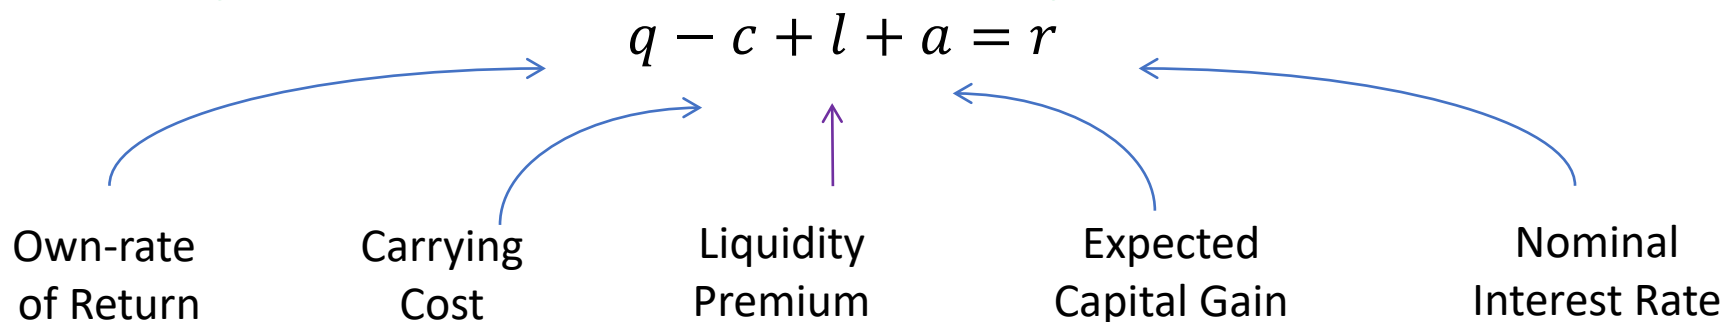 q − c + l + a = r
Own-rate
of Return
Carrying
Cost
Liquidity
Premium
Expected
Capital Gain
Nominal
Interest Rate